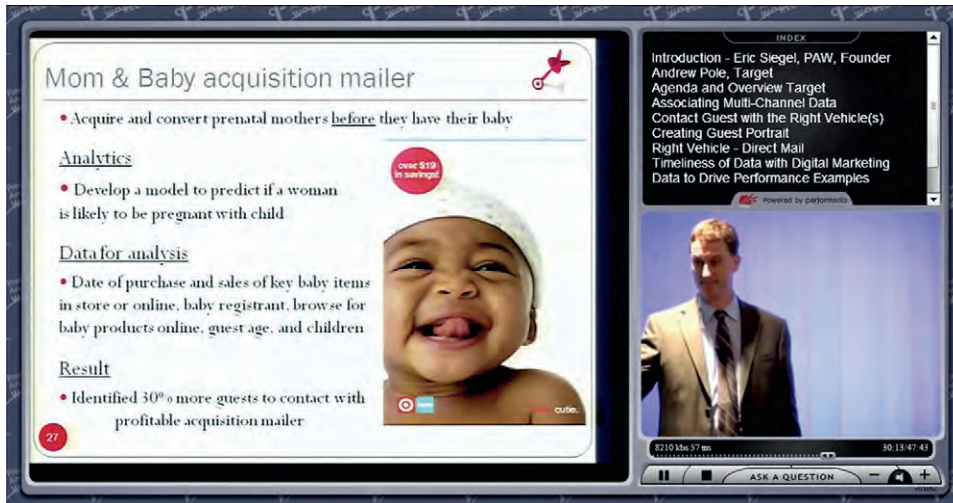 Mom & Baby acquisition mailer
• Acquire and convert prenatal mothers before they have their baby
Analytics
• Develop a model to predict if a woman
is likely to be pregnant with child
Data for analysis
• Date of purchase and sales of key baby items
in store or online, baby registrant, browse for
baby products online, guest age, and children
Result
• Identified 30% more guests to contact with
profitable acquisition mailer
27
over $19
in savings!
cutie.
INDEX
Introduction - Eric Siegel, PAW, Founder
Andrew Pole, Target
Agenda and Overview Target
Associating Multi-Channel Data
Contact Guest with the Right Vehicle(s)
Creating Guest Portrait
Right Vehicle - Direct Mail
Timeliness of Data with Digital Marketing
Data to Drive Performance Examples
Powered by performedia
8210 kbs 57 ms
30:13/47:43
ASK A QUESTION